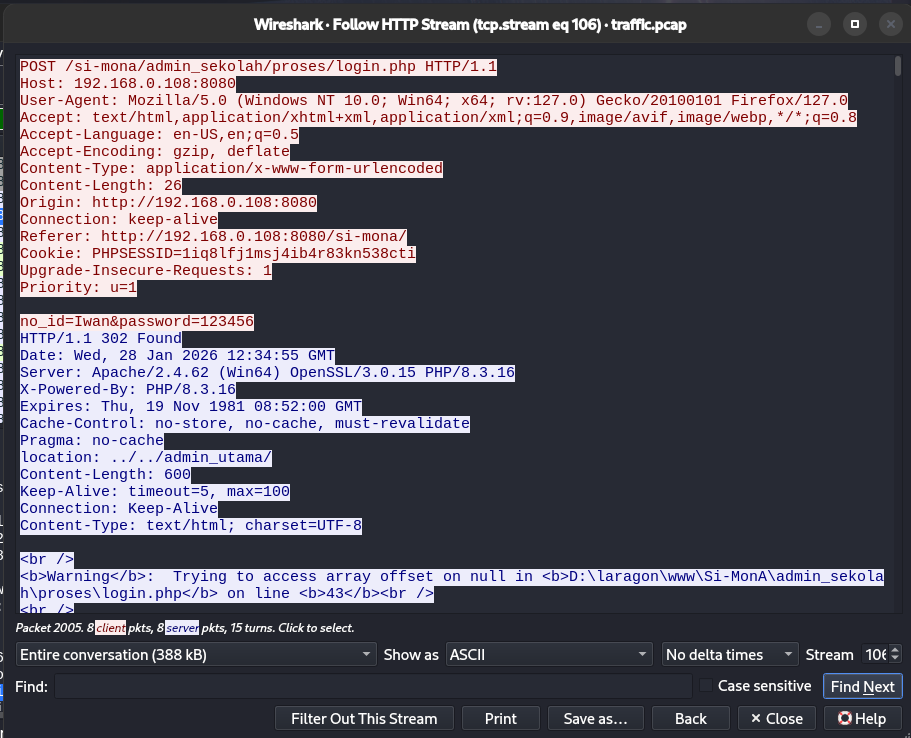 Wireshark · Follow HTTP Stream (tcp.stream eq 106) · traffic.pcap
POST /si-mona/admin_sekolah/proses/login.php HTTP/1.1
Host: 192.168.0.108:8080
User-Agent: Mozilla/5.0 (Windows NT 10.0; Win64; x64; rv:127.0) Gecko/20100101 Firefox/127.0
Accept: text/html,application/xhtml+xml,application/xml;q=0.9,image/avif,image/webp,*/*;q=0.8
Accept-Language: en-US,en;q=0.5
Accept-Encoding: gzip, deflate
Content-Type: application/x-www-form-urlencoded
Content-Length: 26
Origin: http://192.168.0.108:8080
Connection: keep-alive
Referer: http://192.168.0.108:8080/si-mona/
Cookie: PHPSESSID=1iq8lfj1msj4ib4r83kn538cti
Upgrade-Insecure-Requests: 1
Priority: u=1
no_id=Iwan&password=123456
HTTP/1.1 302 Found
Date: Wed, 28 Jan 2026 12:34:55 GMT
Server: Apache/2.4.62 (Win64) OpenSSL/3.0.15 PHP/8.3.16
X-Powered-By: PHP/8.3.16
Expires: Thu, 19 Nov 1981 08:52:00 GMT
Cache-Control: no-store, no-cache, must-revalidate
Pragma: no-cache
location: ../../admin_utama/
Content-Length: 600
Keep-Alive: timeout=5, max=100
Connection: Keep-Alive
Content-Type: text/html; charset=UTF-8
<br />
<b>Warning</b>:  Trying to access array offset on null in <b>D:\laragon\www\Si-MonA\admin_sekola
h\proses\login.php</b> on line <b>43</b><br />
<br />
Packet 2005. 8 client pkts, 8 server pkts, 15 turns. Click to select.
Entire conversation (388 kB) Show as ASCII No delta times Stream 106
Find: Case sensitive Find Next
Filter Out This Stream Print Save as… Back Close Help